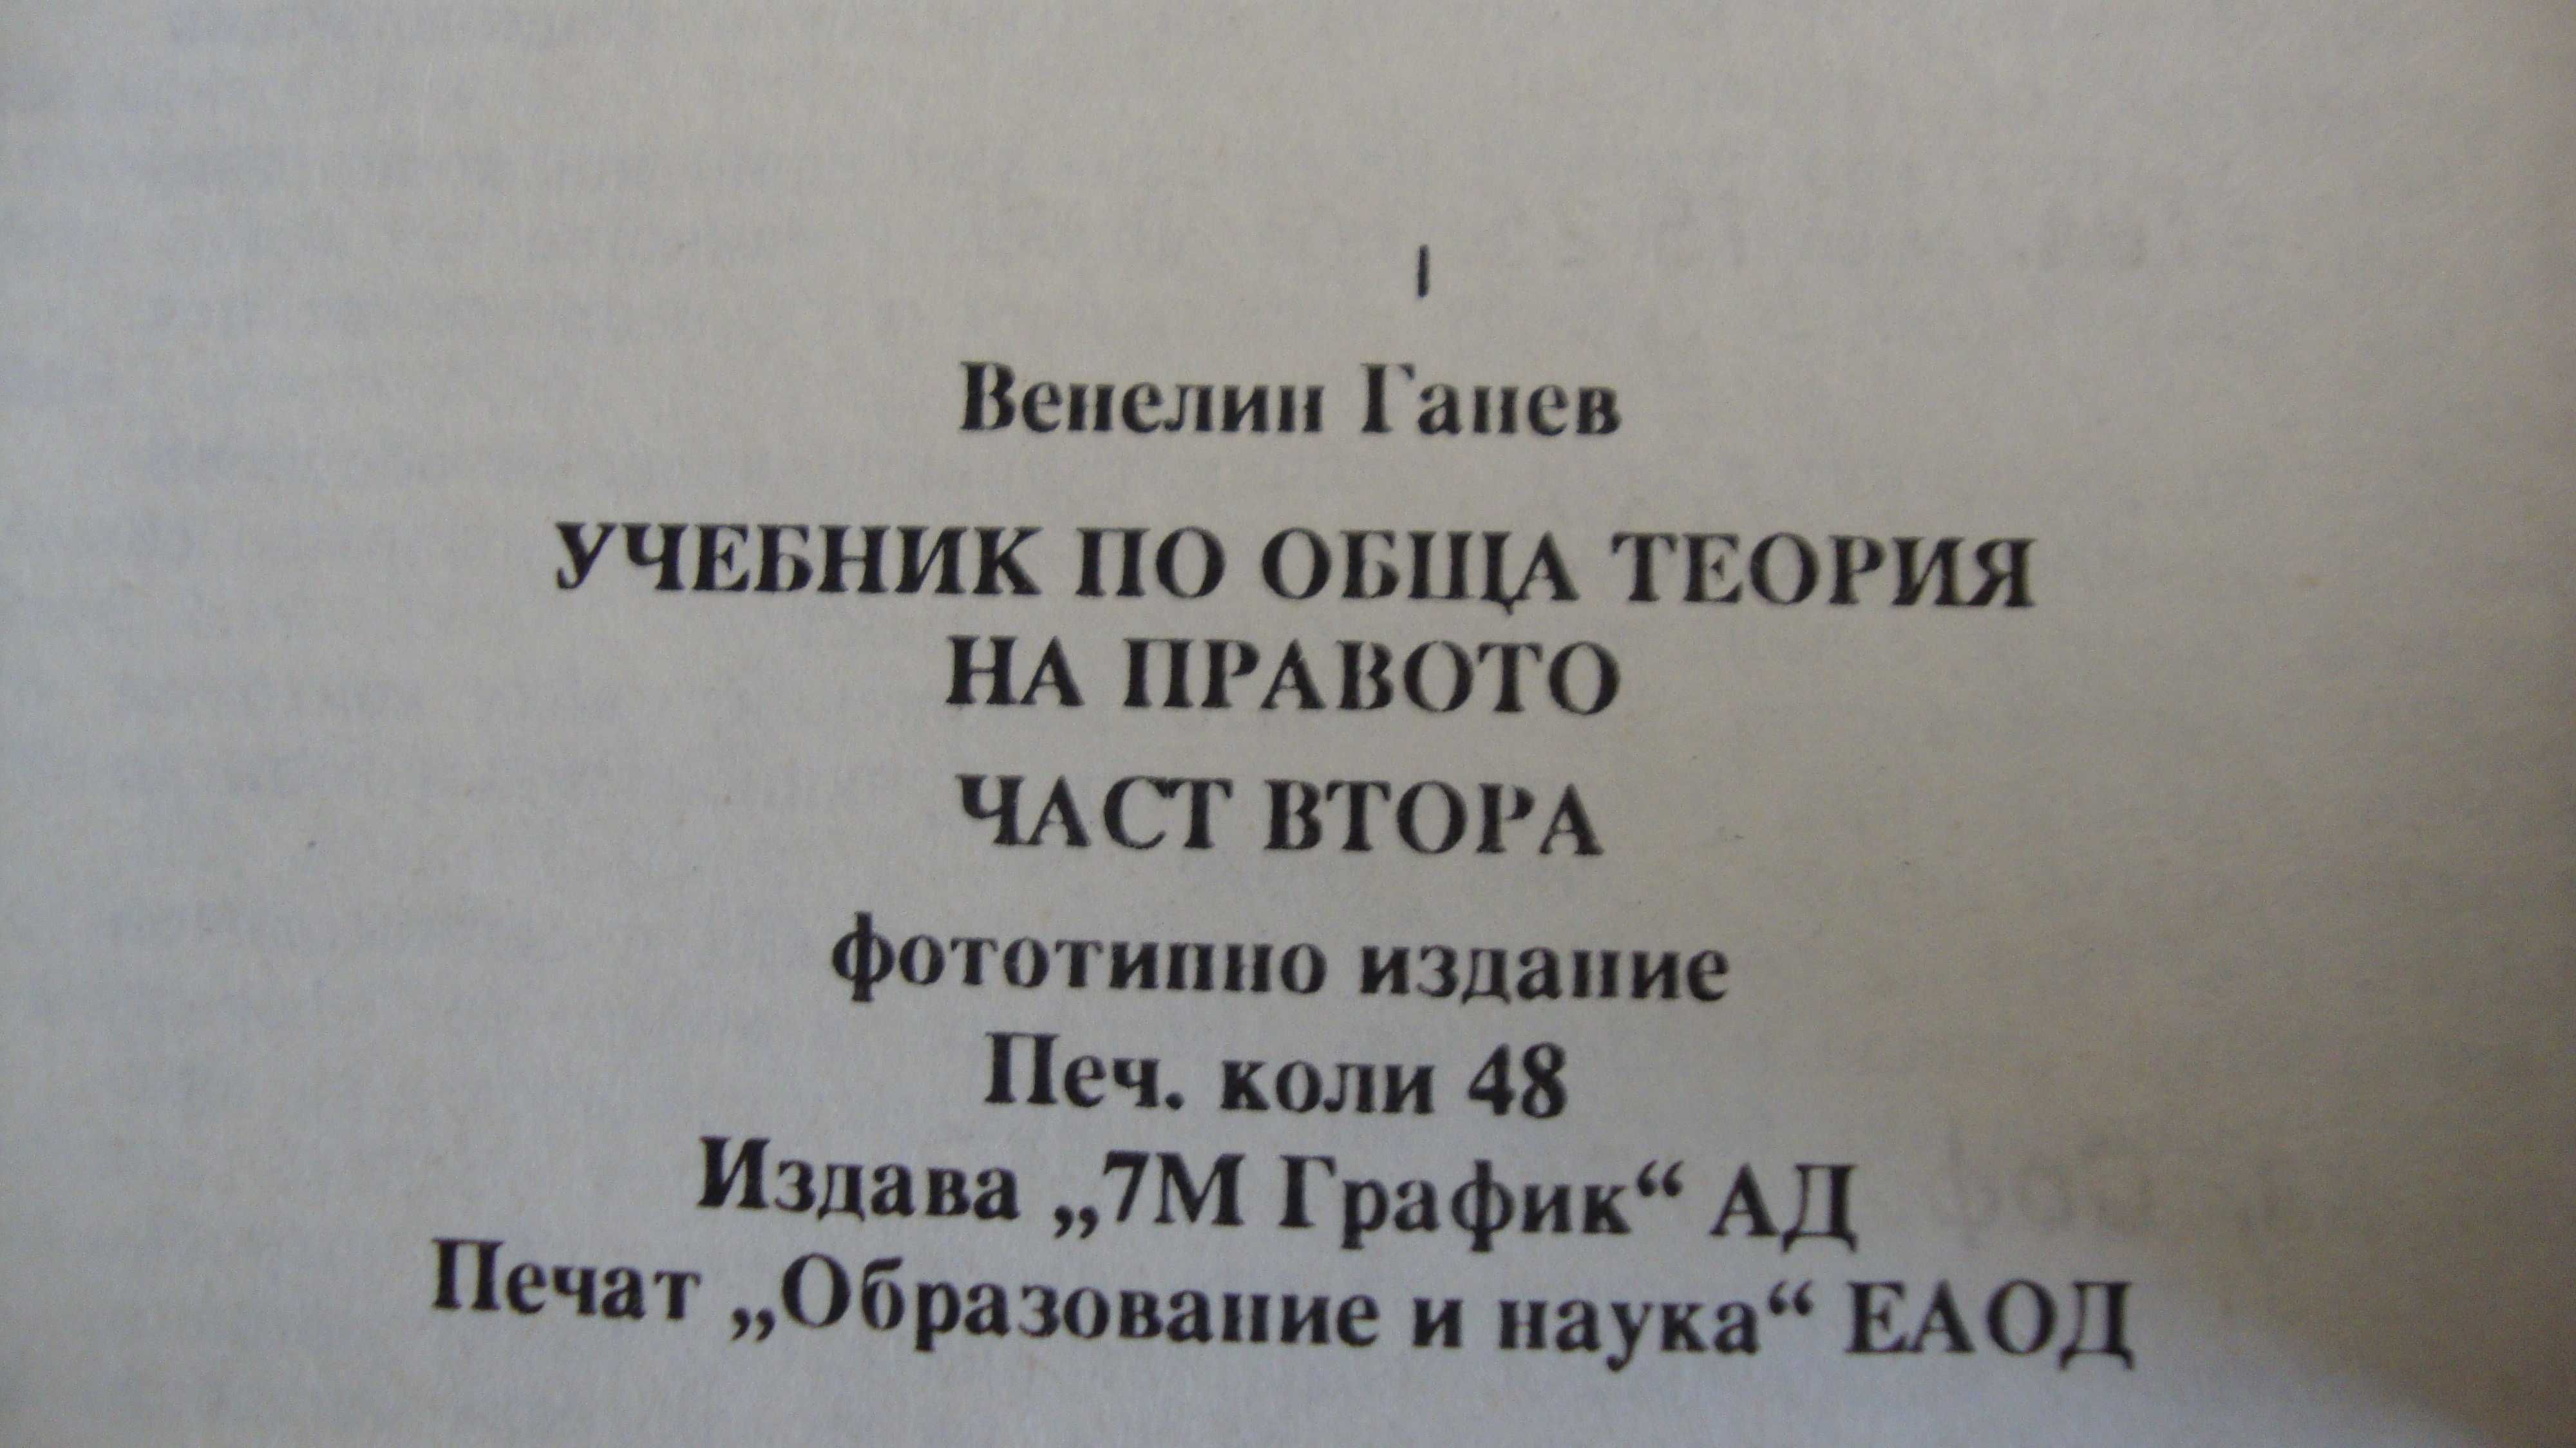 Венелин Ганев
УЧЕБНИК ПО ОБЩА ТЕОРИЯ
НА ПРАВОТО
ЧАСТ ВТОРА
фототипно издание
Печ. коли 48
Издава „7М График“ АД
Печат „Образование и наука“ ЕАОД